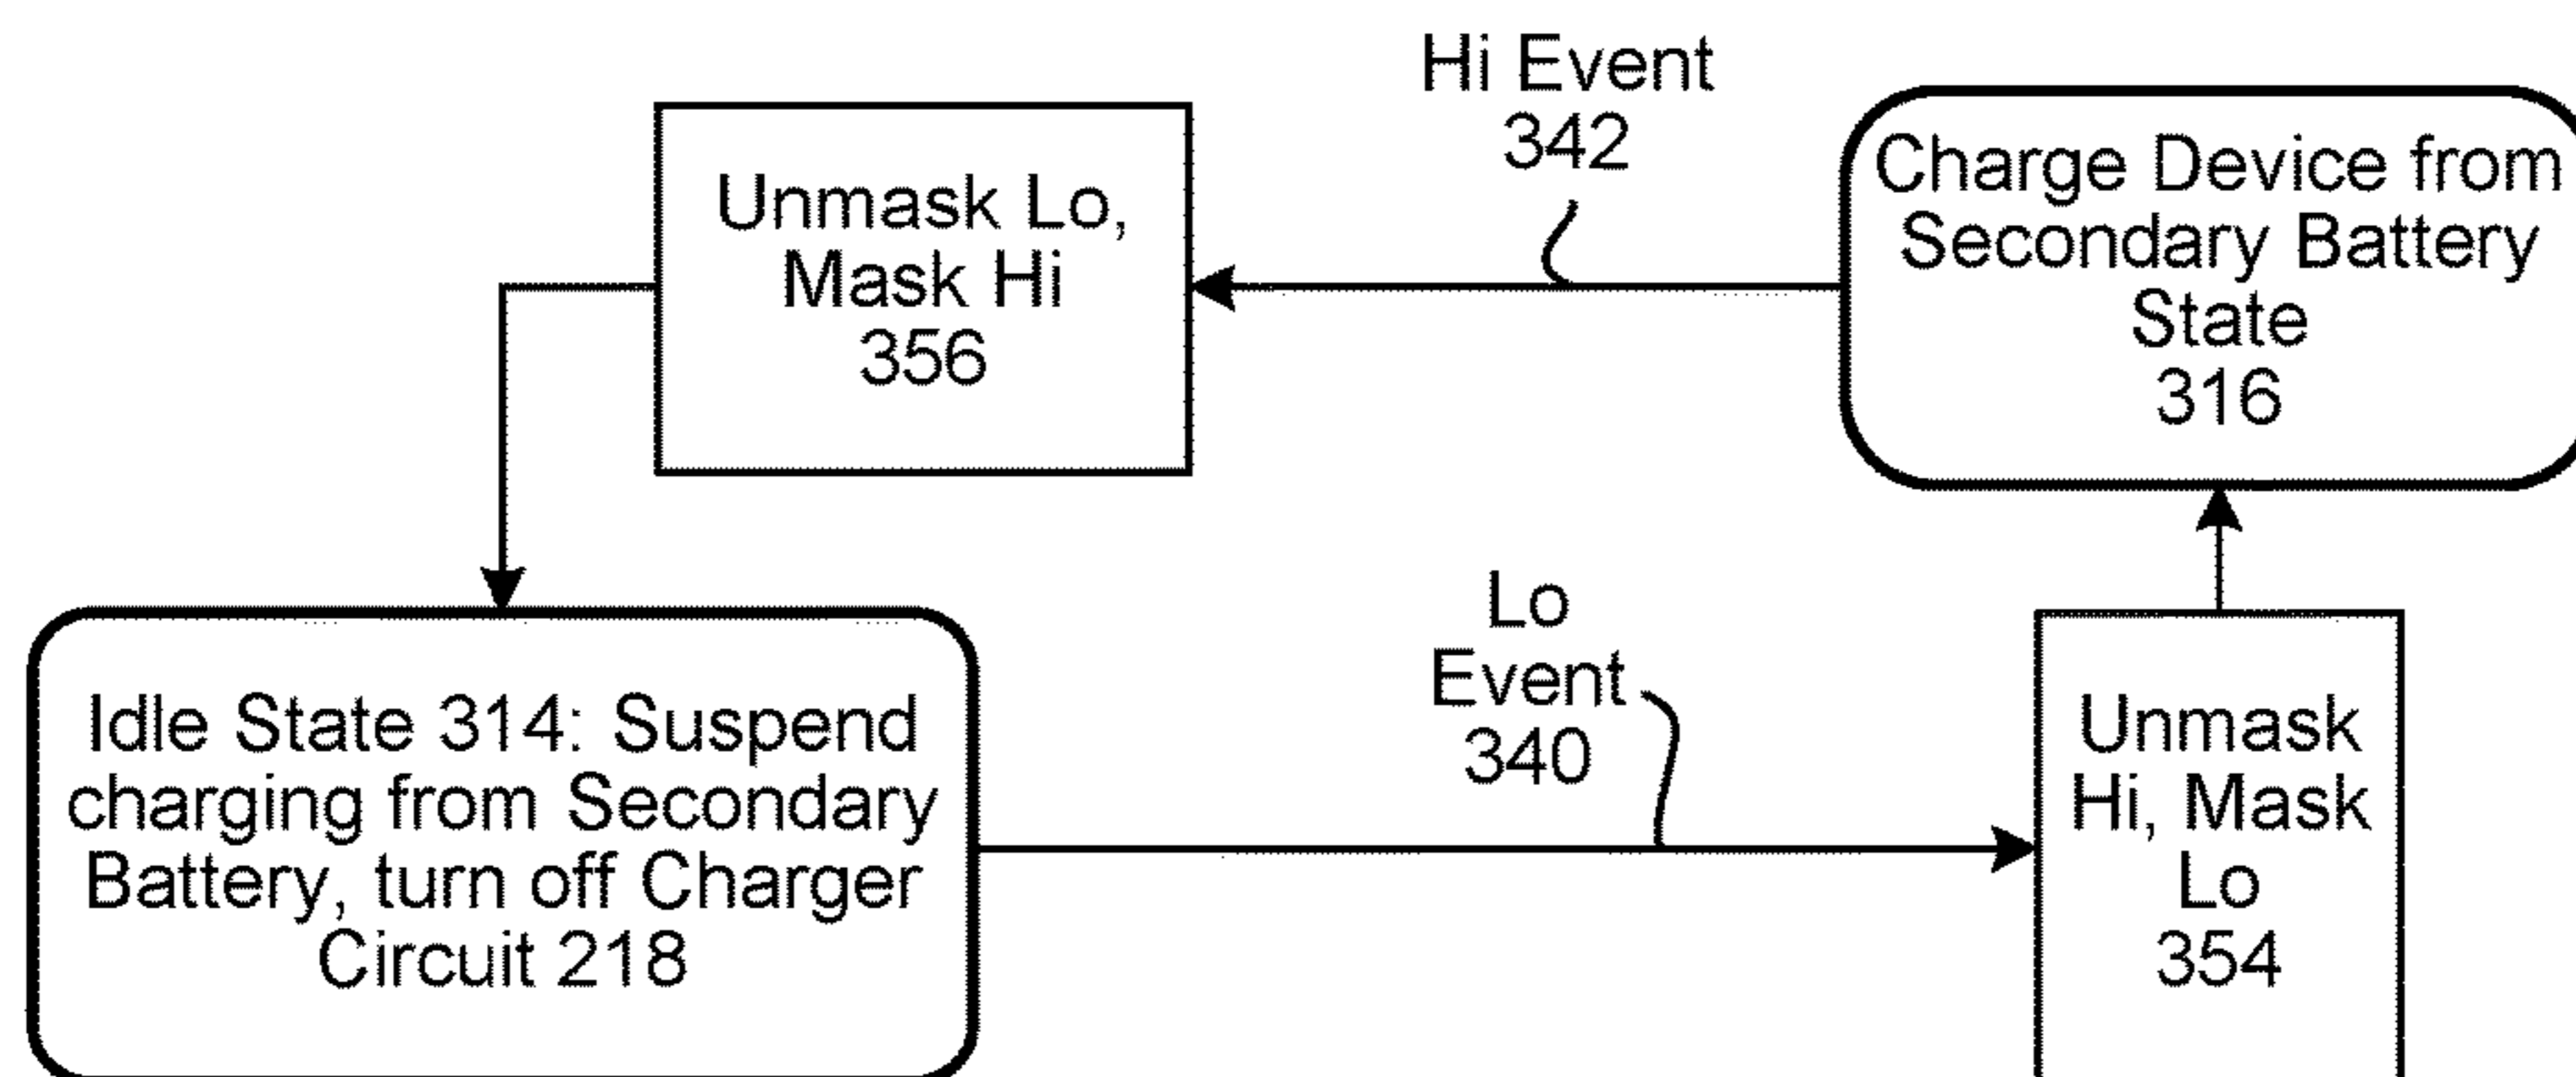 Hi Event
342
Unmask Lo,
Mask Hi
356
Charge Device from
Secondary Battery
State
316
Lo
Event
340
Idle State 314: Suspend
charging from Secondary
Battery, turn off Charger
Circuit 218
Unmask
Hi, Mask
Lo
354